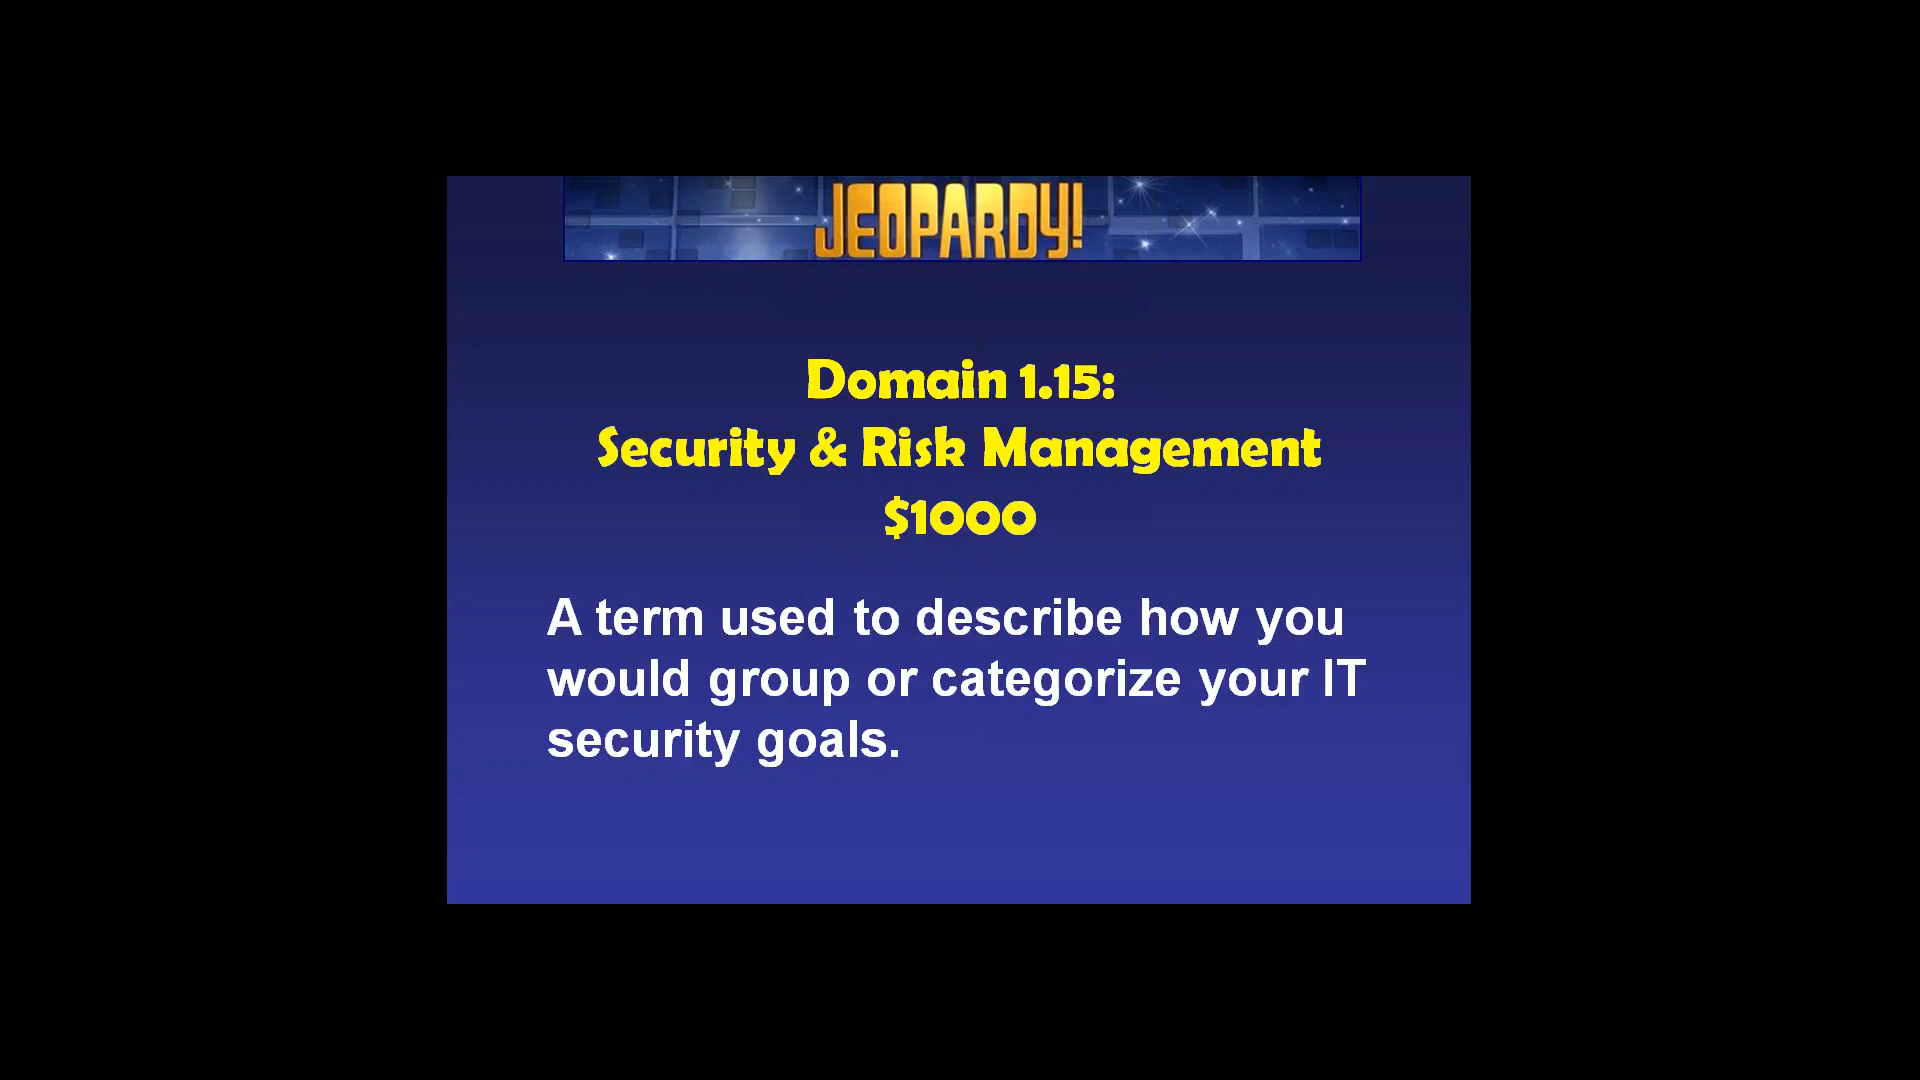 JEOPARDY!
Domain 1.15:
Security & Risk Management
$1000
A term used to describe how you
would group or categorize your IT
security goals.